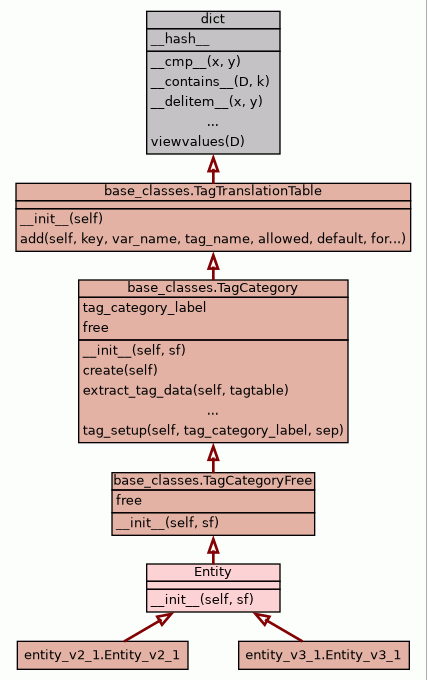 dict
__hash__
__cmp__(x, y)
__contains__(D, k)
__delitem__(x, y)
...
viewvalues(D)
base_classes.TagTranslationTable
__init__(self)
add(self, key, var_name, tag_name, allowed, default, for...)
base_classes.TagCategory
tag_category_label
free
__init__(self, sf)
create(self)
extract_tag_data(self, tagtable)
...
tag_setup(self, tag_category_label, sep)
base_classes.TagCategoryFree
free
__init__(self, sf)
Entity
__init__(self, sf)
entity_v2_1.Entity_v2_1
entity_v3_1.Entity_v3_1